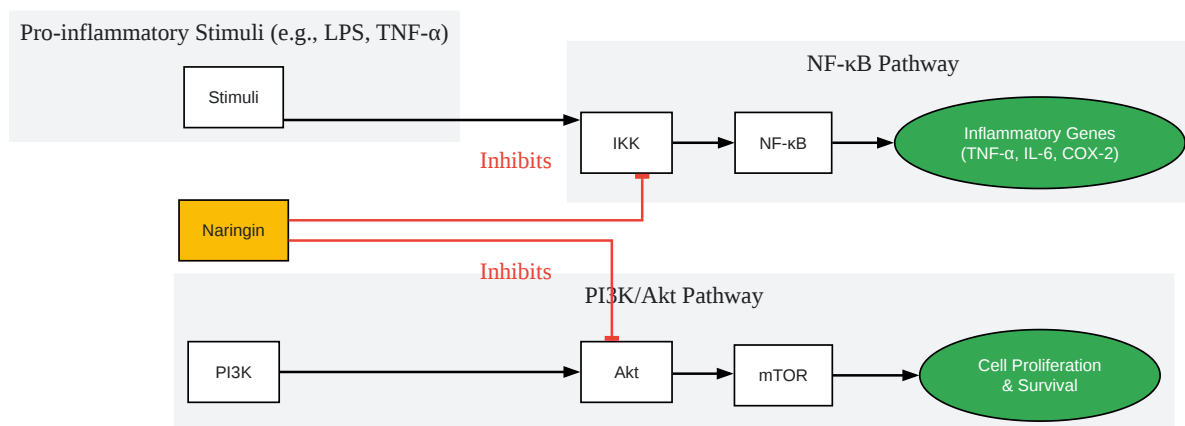 Pro-inflammatory Stimuli (e.g., LPS, TNF-α)
Stimuli
NF-κB Pathway
IKK
NF-κB
Inflammatory Genes
(TNF-α, IL-6, COX-2)
Inhibits
Naringin
Inhibits
PI3K/Akt Pathway
PI3K
Akt
mTOR
Cell Proliferation
& Survival